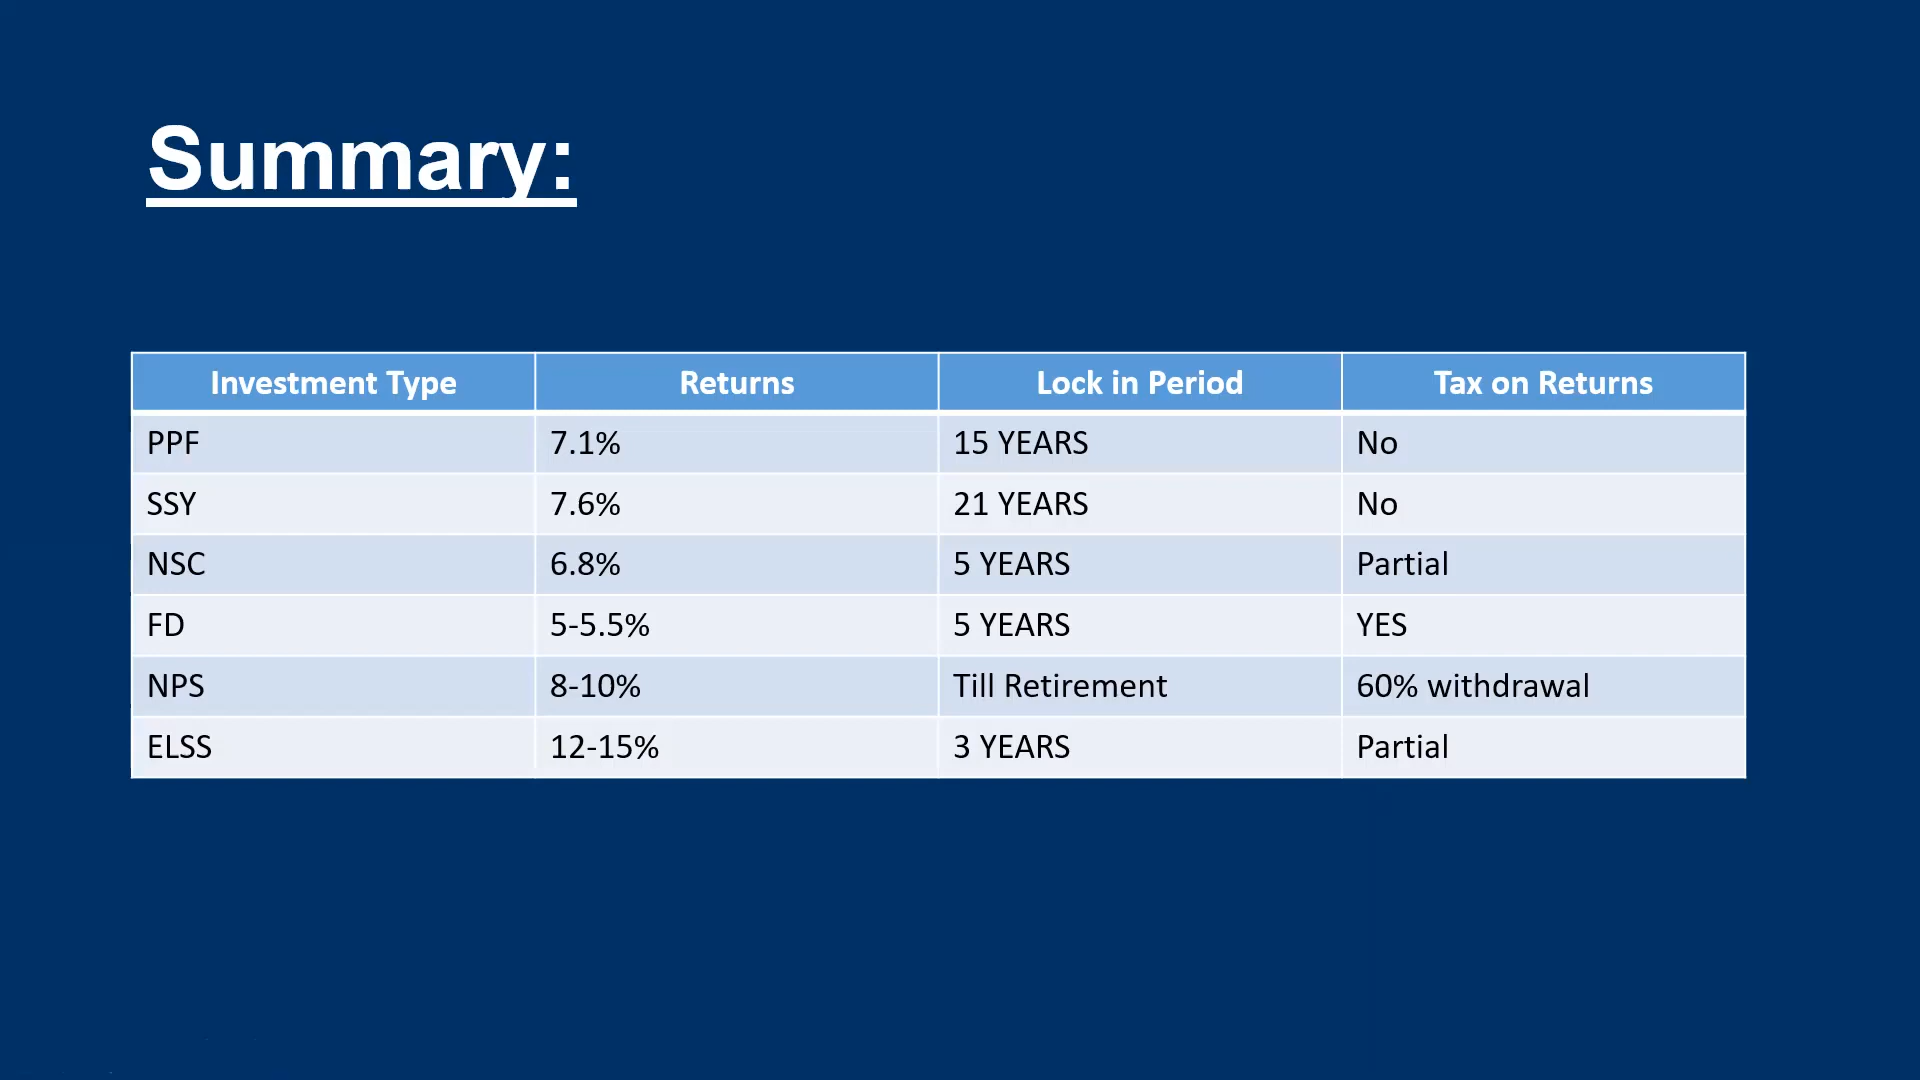 Summary:
Investment Type Returns Lock in Period Tax on Returns
PPF 7.1% 15 YEARS No
SSY 7.6% 21 YEARS No
NSC 6.8% 5 YEARS Partial
FD 5-5.5% 5 YEARS YES
NPS 8-10% Till Retirement 60% withdrawal
ELSS 12-15% 3 YEARS Partial